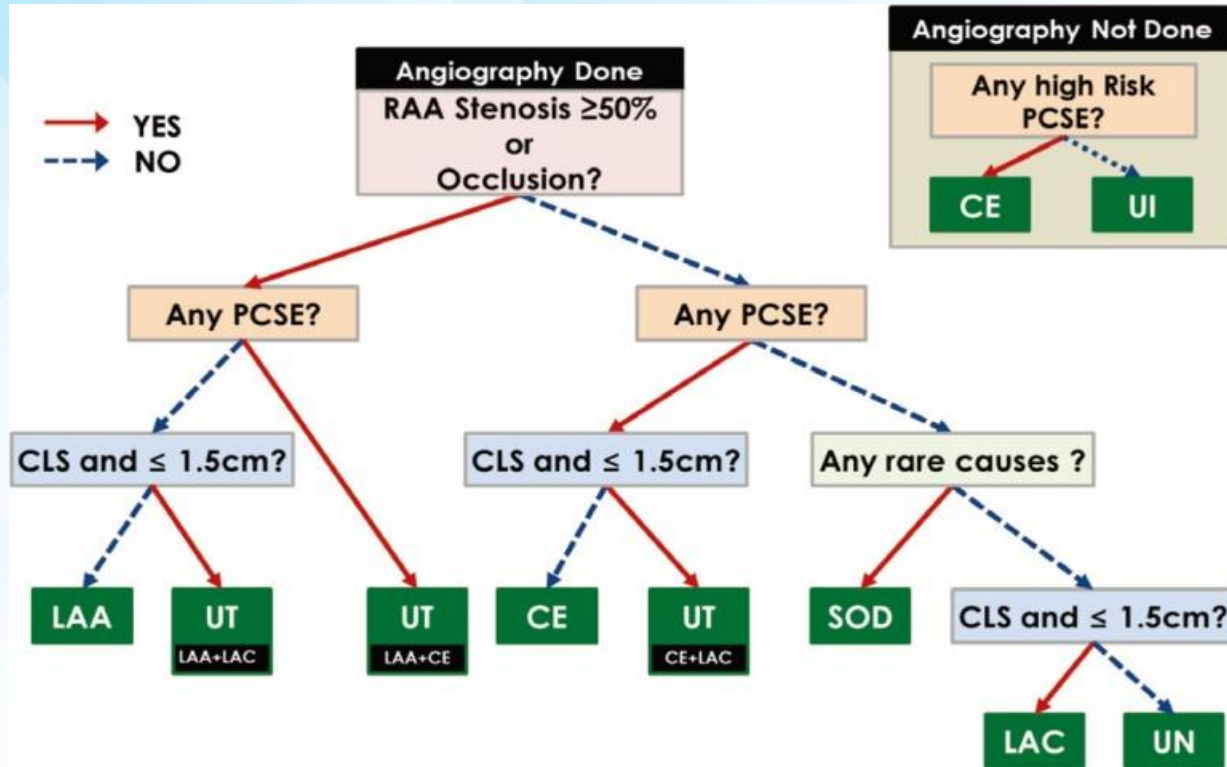 Angiography Done
RAA Stenosis ≥50%
or
Occlusion?
Angiography Not Done
Any high Risk
PCSE?
CE
UI
YES
NO
Any PCSE?
Any PCSE?
CLS and ≤ 1.5cm?
CLS and ≤ 1.5cm?
Any rare causes ?
LAA
UT
LAA+LAC
UT
LAA+CE
CE
UT
CE+LAC
SOD
CLS and ≤ 1.5cm?
LAC
UN